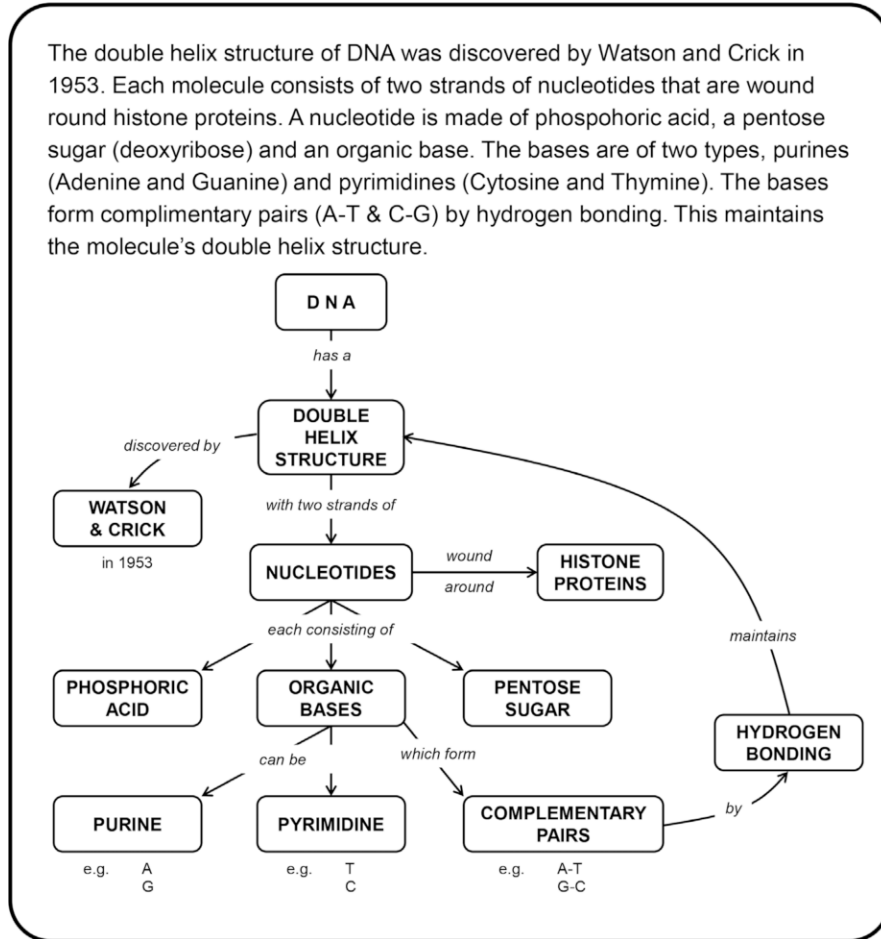 The double helix structure of DNA was discovered by Watson and Crick in
1953. Each molecule consists of two strands of nucleotides that are wound
round histone proteins. A nucleotide is made of phospohoric acid, a pentose
sugar (deoxyribose) and an organic base. The bases are of two types, purines
(Adenine and Guanine) and pyrimidines (Cytosine and Thymine). The bases
form complimentary pairs (A-T & C-G) by hydrogen bonding. This maintains
the molecule's double helix structure.
D N A
has a
DOUBLE
HELIX
STRUCTURE
discovered by
WATSON
& CRICK
in 1953
with two strands of
NUCLEOTIDES
wound
around
HISTONE
PROTEINS
each consisting of
maintains
PHOSPHORIC
ACID
ORGANIC
BASES
PENTOSE
SUGAR
HYDROGEN
BONDING
can be
which form
PURINE
e.g. A
G
PYRIMIDINE
e.g. T
C
COMPLEMENTARY
PAIRS
e.g. A-T
G-C
by